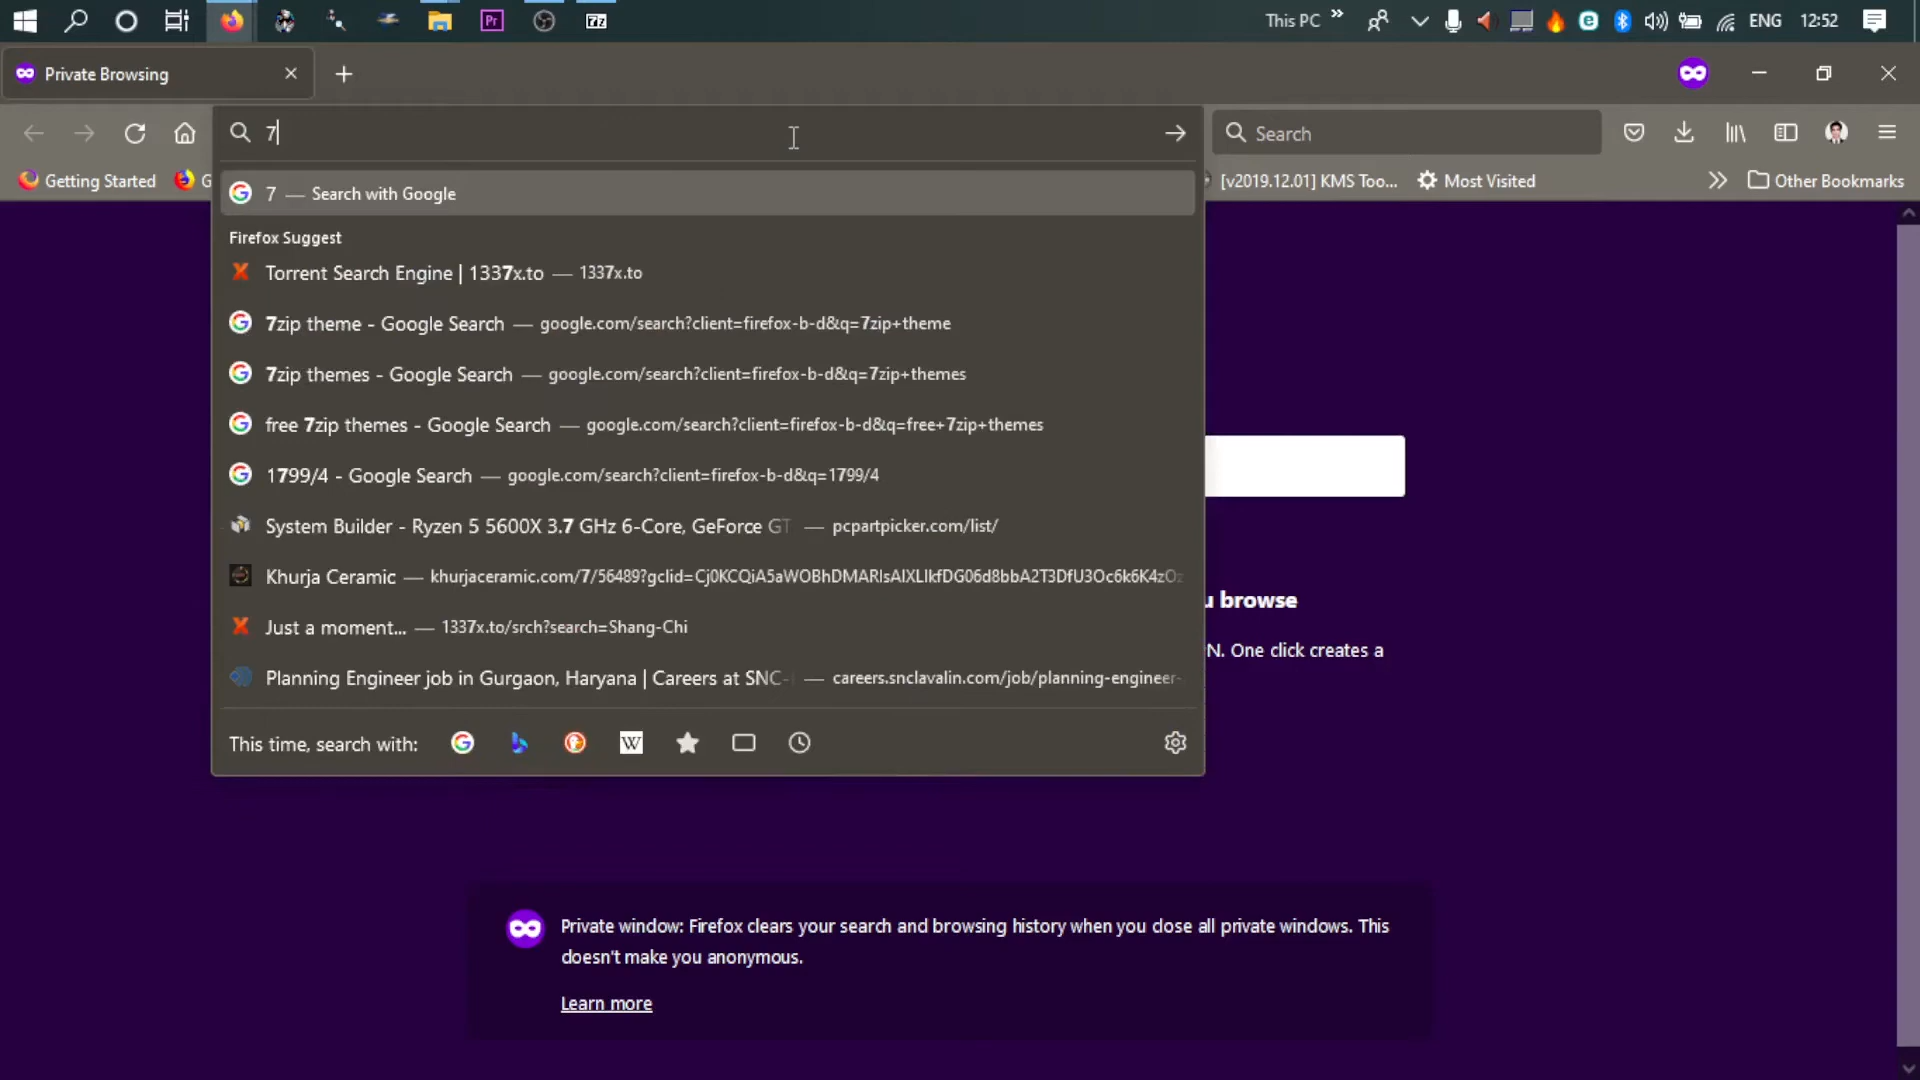 This PC » ENG 12:52
Private Browsing
7
Search
Getting Started G [v2019.12.01] KMS Too... Most Visited Other Bookmarks
7 — Search with Google
Firefox Suggest
Torrent Search Engine | 1337x.to — 1337x.to
7zip theme - Google Search — google.com/search?client=firefox-b-d&q=7zip+theme
7zip themes - Google Search — google.com/search?client=firefox-b-d&q=7zip+themes
free 7zip themes - Google Search — google.com/search?client=firefox-b-d&q=free+7zip+themes
1799/4 - Google Search — google.com/search?client=firefox-b-d&q=1799/4
System Builder - Ryzen 5 5600X 3.7 GHz 6-Core, GeForce GT — pcpartpicker.com/list/
Khurja Ceramic —
u browse
Just a moment... — 1337x.to/srch?search=Shang-Chi
N. One click creates a
Planning Engineer job in Gurgaon, Haryana | Careers at SNC- — careers.snclavalin.com/job/planning-engineer-
This time, search with: W
Private window: Firefox clears your search and browsing history when you close all private windows. This
doesn't make you anonymous.
Learn more